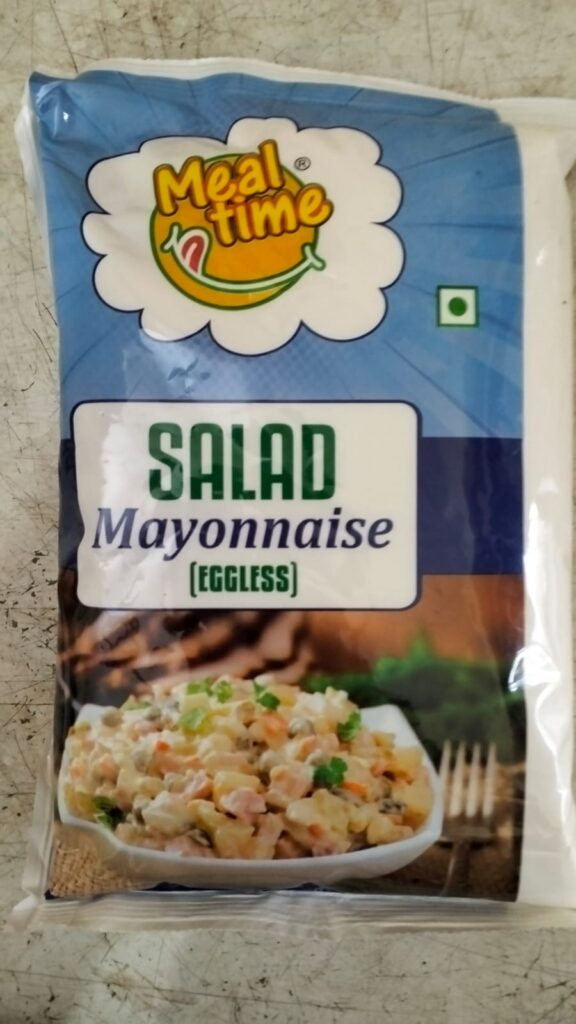 Meal
time
®
SALAD
Mayonnaise
(EGGLESS)